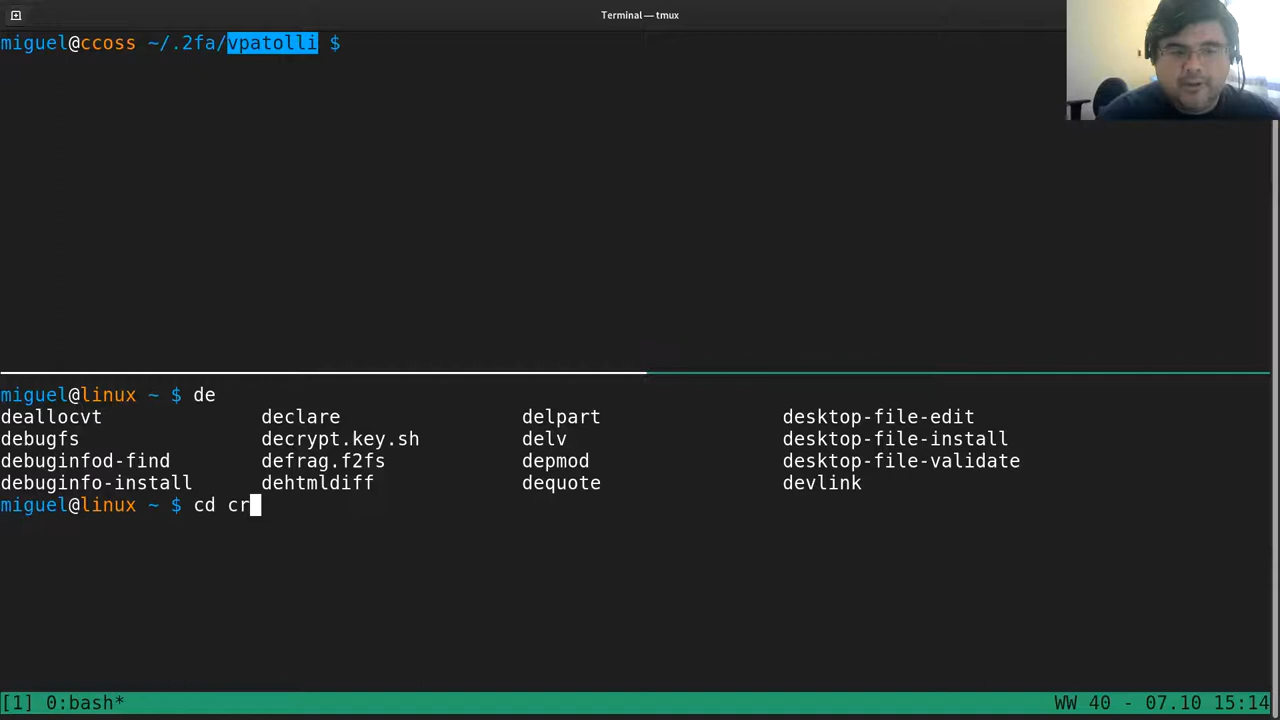 Terminal — tmux
miguel@ccoss ~/.2fa/vpatolli $
miguel@linux ~ $ de
deallocvt declare delpart desktop-file-edit
debugfs decrypt.key.sh delv desktop-file-install
debuginfod-find defrag.f2fs depmod desktop-file-validate
debuginfo-install dehtmldiff dequote devlink
miguel@linux ~ $ cd cr
[1] 0:bash* WW 40 - 07.10 15:14